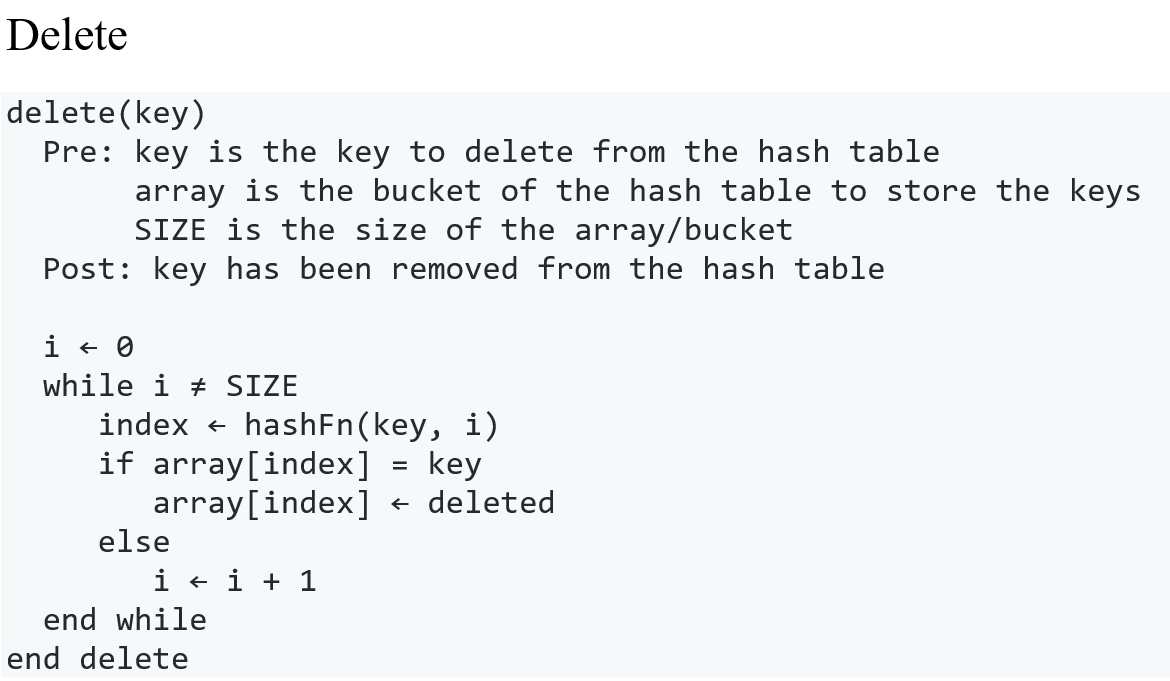 Delete
delete(key)
  Pre: key is the key to delete from the hash table
       array is the bucket of the hash table to store the keys
       SIZE is the size of the array/bucket
  Post: key has been removed from the hash table

  i ← 0
  while i ≠ SIZE
     index ← hashFn(key, i)
     if array[index] = key
        array[index] ← deleted
     else
        i ← i + 1
  end while
end delete